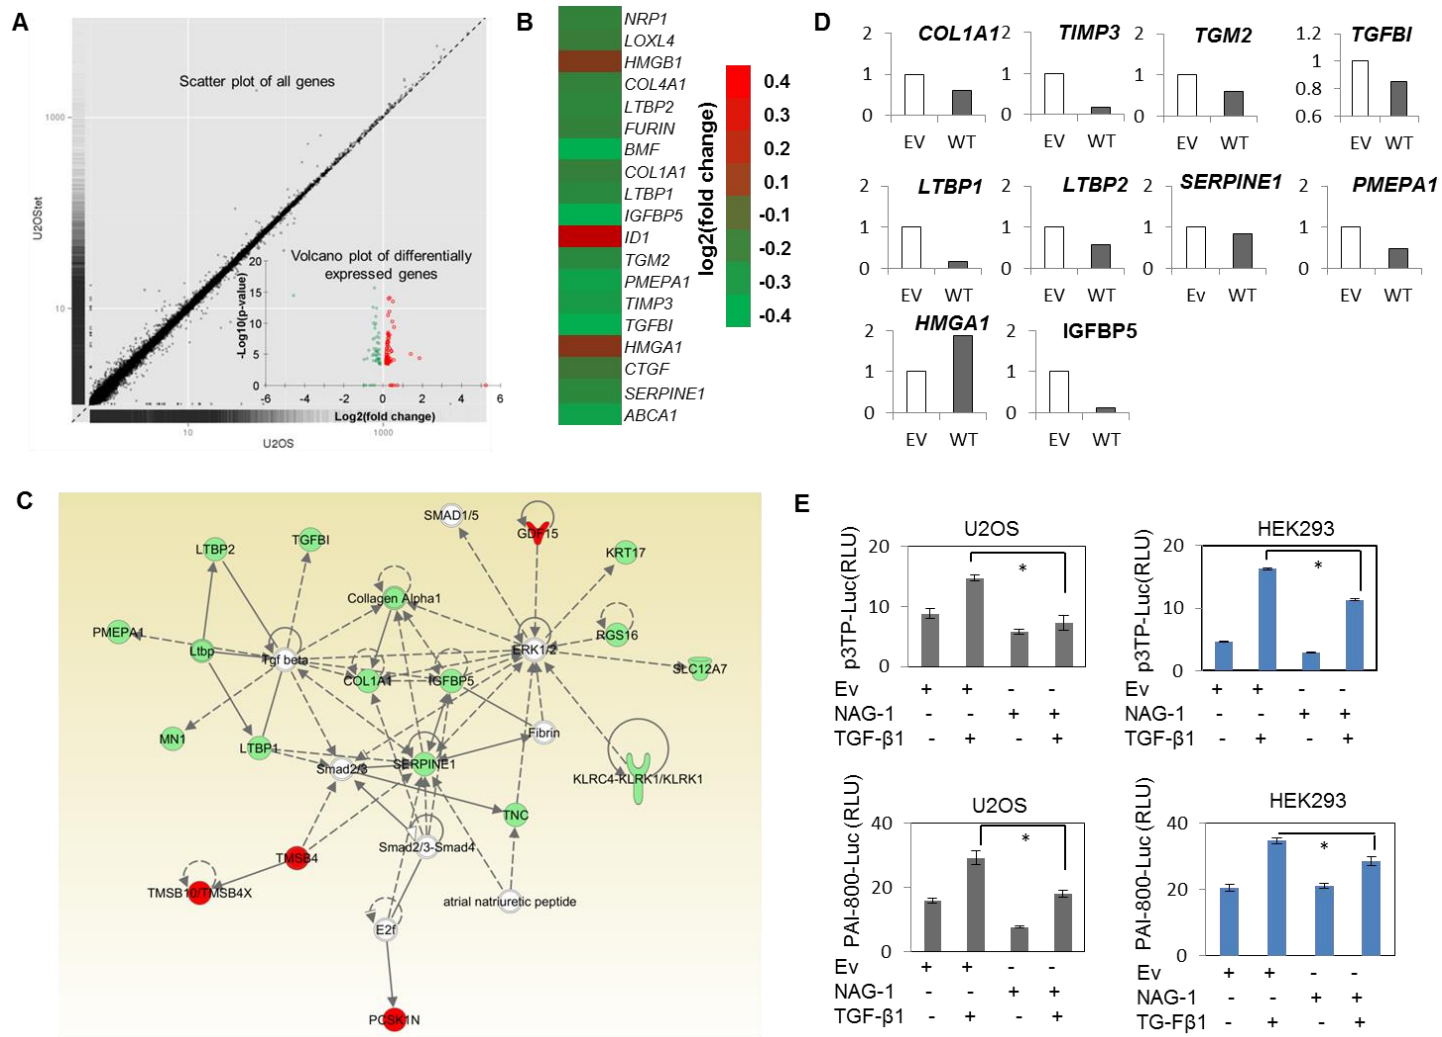 A
Scatter plot of all genes
1000
10
U2OStet
10
1000
U2OS
Volcano plot of differentially
expressed genes
-Log10(p-value)
20
15
10
5
0
-6
-4
-2
0
2
4
6
Log2(fold change)
B
NRP1
LOXL4
HMGB1
COL4A1
LTBP2
FURIN
BMF
COL1A1
LTBP1
IGFBP5
ID1
TGM2
PMEPA1
TIMP3
TGFBI
HMGA1
CTGF
SERPINE1
ABCA1
log2(fold change)
0.4
0.3
0.2
0.1
-0.1
-0.2
-0.3
-0.4
D
COL1A1
2
1
0
EV WT
TIMP3
2
1
0
EV WT
TGM2
2
1
0
EV WT
TGFBI
1.2
1
0.8
0.6
EV WT
LTBP1
2
1
0
EV WT
LTBP2
2
1
0
EV WT
SERPINE1
2
1
0
Ev WT
PMEPA1
2
1
0
EV WT
HMGA1
2
1
0
EV WT
IGFBP5
2
1
0
EV WT
C
SMAD1/5
GDF15
LTBP2
TGFBI
KRT17
Collagen Alpha1
PMEPA1
Ltbp
Tgf beta
ERK1/2
RGS16
SLC12A7
COL1A1
IGFBP5
MN1
LTBP1
Fibrin
Smad2/3
SERPINE1
KLRC4-KLRK1/KLRK1
TNC
Smad2/3-Smad4
TMSB4
TMSB10/TMSB4X
atrial natriuretic peptide
E2f
PCSK1N
E
U2OS
p3TP-Luc(RLU)
20
10
0
*
Ev + + - -
NAG-1 - - + +
TGF-β1 - + - +
HEK293
p3TP-Luc(RLU)
20
10
0
*
Ev + + - -
NAG-1 - - + +
TGF-β1 - + - +
U2OS
PAI-800-Luc (RLU)
40
20
0
*
Ev + + - -
NAG-1 - - + +
TGF-β1 - + - +
HEK293
PAI-800-Luc (RLU)
40
20
0
*
Ev + + - -
NAG-1 - - + +
TG-Fβ1 - + - +